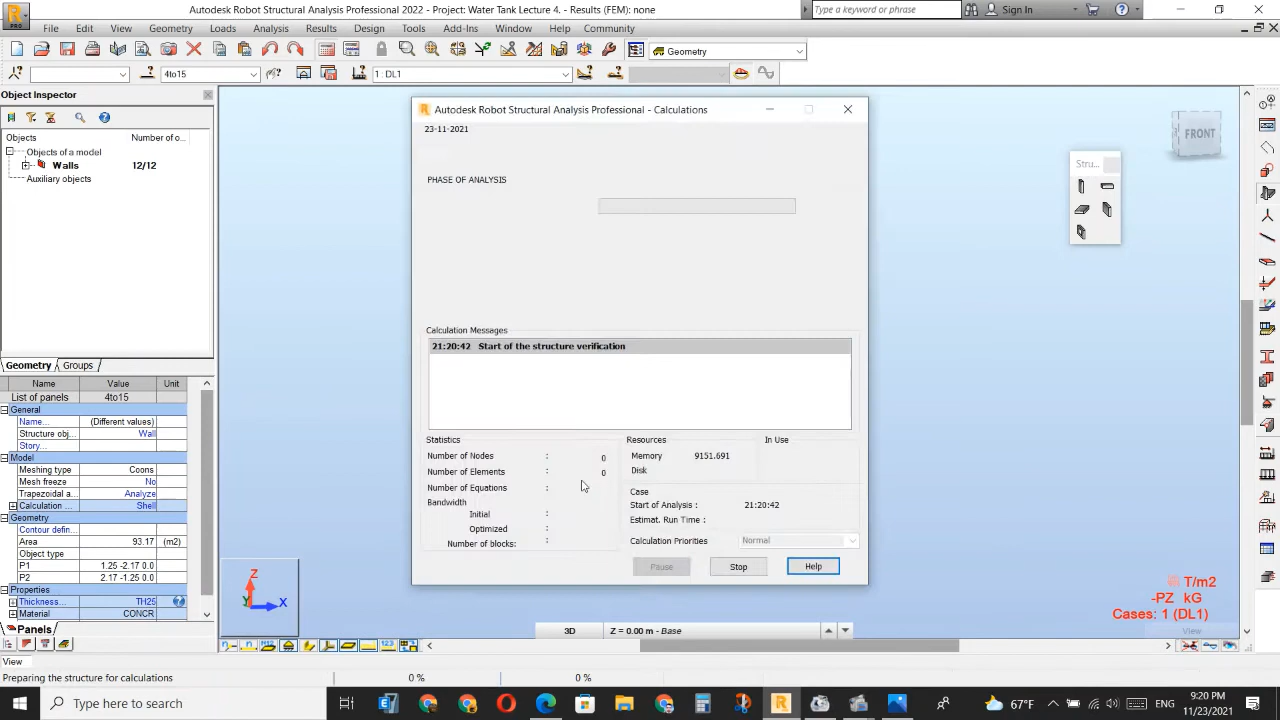 Autodesk Robot Structural Analysis Professional 2022 - Project: Water Tank Lecture 4. - Results (FEM): none
Type a keyword or phrase
Sign In
PRO
File Edit View Geometry Loads Analysis Results Design Tools Add-Ins Window Help Community
Geometry
4to15
1 : DL1
Object Inspector
Objects Number of o...
Objects of a model
Walls 12/12
Auxiliary objects
Geometry Groups
Name Value Unit
List of panels 4to15
General
Name... (Different values)
Structure obj... Wall
Story...
Model
Meshing type Coons
Mesh freeze No
Trapezoidal a... Analyze
Calculation ... Shell
Geometry
Contour defin...
Area 93.17 (m2)
Object type
P1 1.25 -2.17 0.0
P2 2.17 -1.25 0.0
Properties
Thickness... TH25
Material CONCR
Panels
View
Autodesk Robot Structural Analysis Professional - Calculations
23-11-2021
PHASE OF ANALYSIS
Calculation Messages
21:20:42 Start of the structure verification
Statistics
Number of Nodes : 0
Number of Elements : 0
Number of Equations :
Bandwidth
Initial :
Optimized :
Number of blocks: :
Resources In Use
Memory 9151.691
Disk
Case
Start of Analysis : 21:20:42
Estimat. Run Time :
Calculation Priorities Normal
Pause Stop Help
FRONT
Stru...
Z
Y X
T/m2
-PZ kG
Cases: 1 (DL1)
View
3D Z = 0.00 m - Base
Preparing the structure for calculations 0 % 0 %
Type here to search
67°F
ENG
9:20 PM
11/23/2021